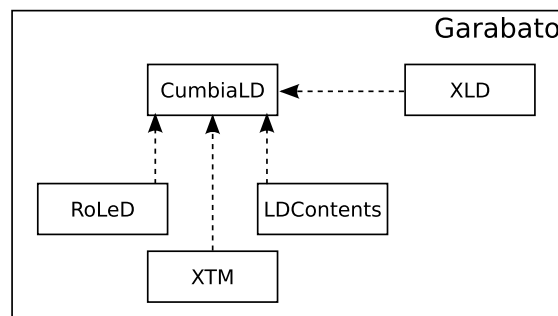 Garabato
CumbiaLD
XLD
RoLeD
LDContents
XTM